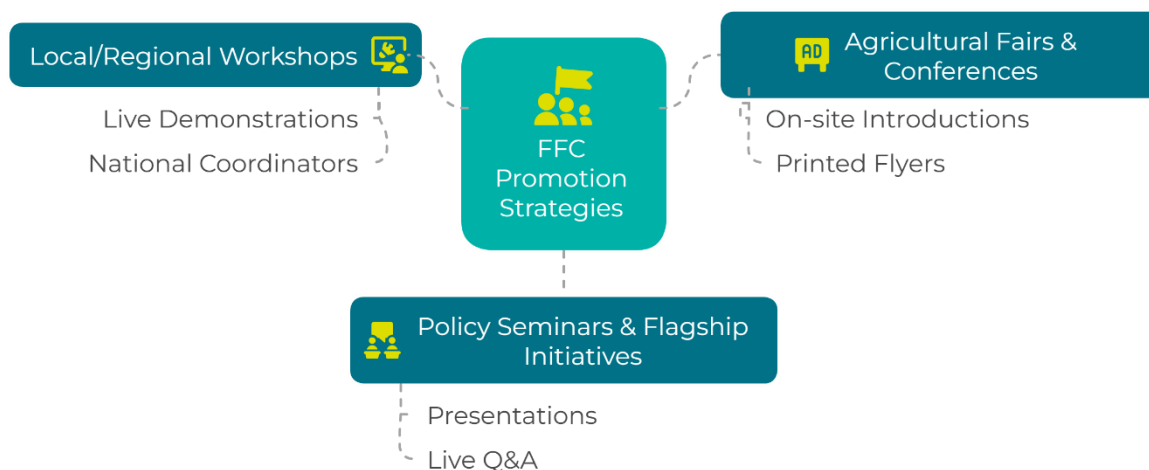 Local/Regional Workshops
Live Demonstrations
National Coordinators
FFC
Promotion
Strategies
AD
Agricultural Fairs &
Conferences
On-site Introductions
Printed Flyers
Policy Seminars & Flagship
Initiatives
Presentations
Live Q&A